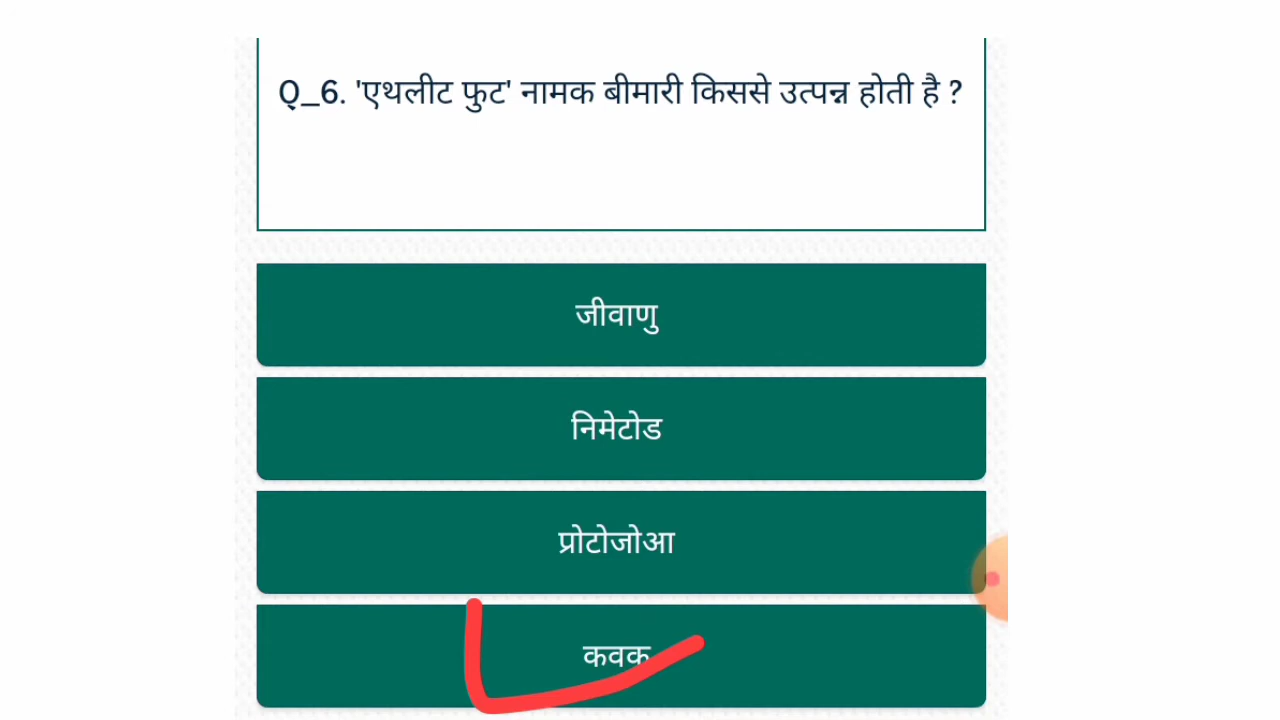 Q_6. 'एथलीट फुट' नामक बीमारी किससे उत्पन्न होती है ?
जीवाणु
निमेटोड
प्रोटोजोआ
कवक